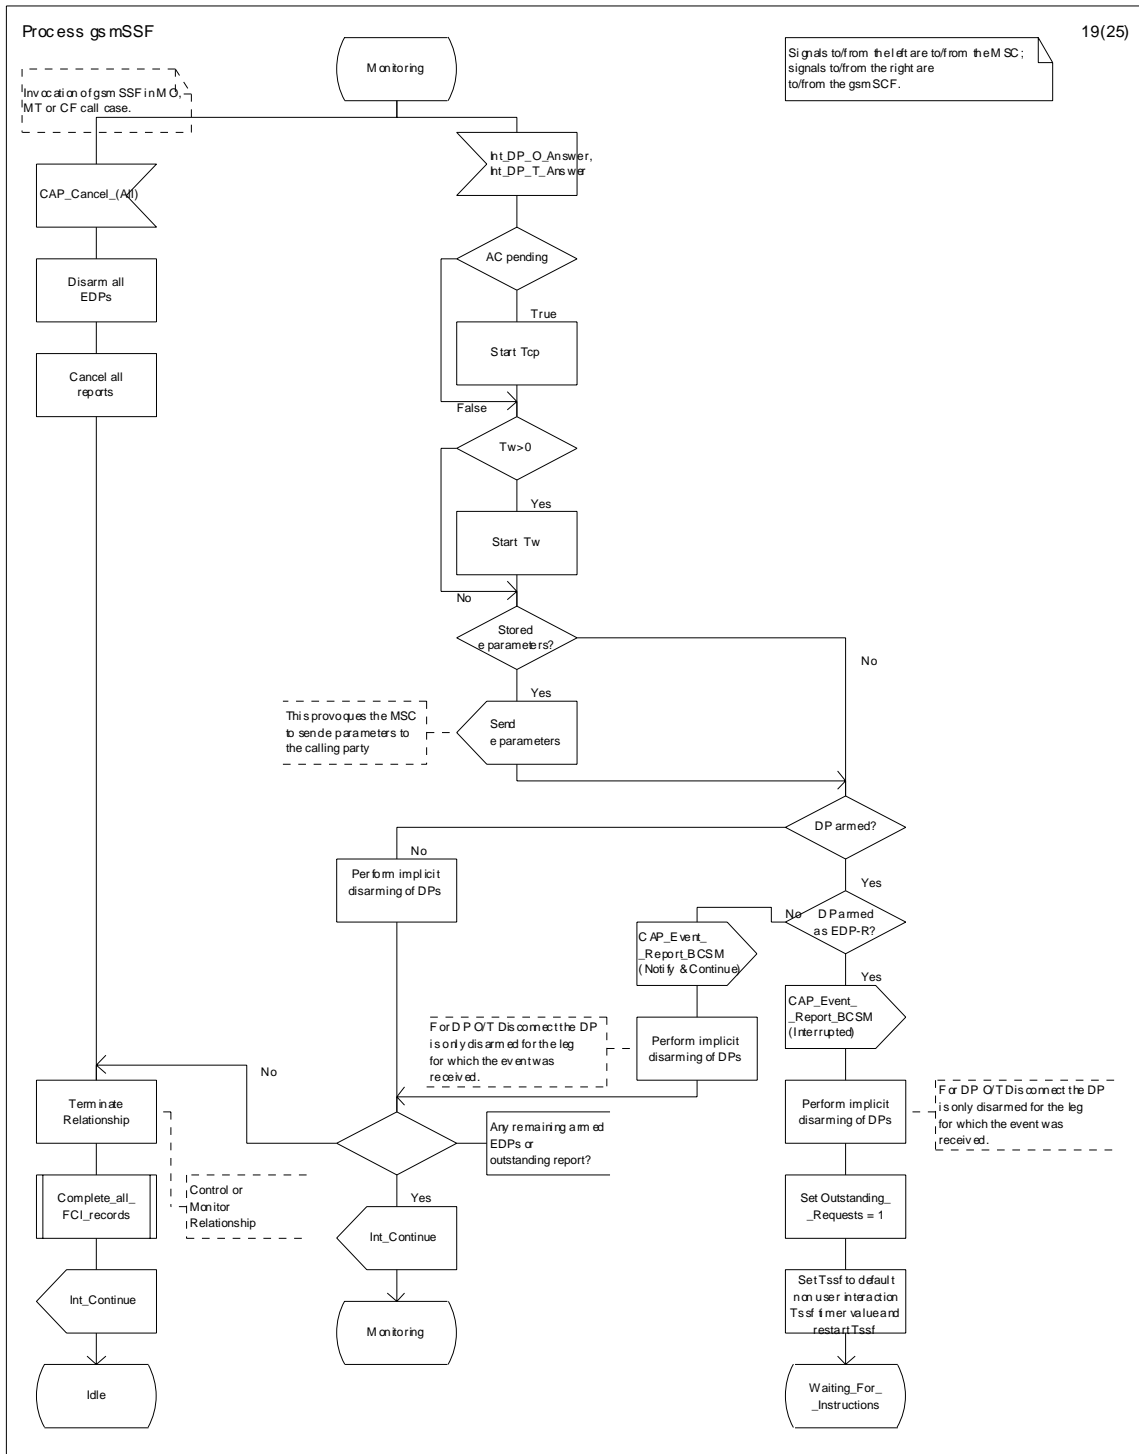 Process gsmSSF
19(25)
Signals to/from the left are to/from the MSC;
signals to/from the right are
to/from the gsmSCF.
Monitoring
Invocation of gsmSSF in MO,
MT or CF call case.
Int_DP_O_Answer,
Int_DP_T_Answer
CAP_Cancel_(All)
AC pending
Disarm all
EDPs
True
Start Tcp
Cancel all
reports
False
Tw>0
Yes
Start Tw
No
Stored
e parameters?
No
Yes
This provoques the MSC
to send e parameters to
the calling party
Send
e parameters
DP armed?
No
Perform implicit
disarming of DPs
Yes
No
DP armed
as EDP-R?
CAP_Event_
_Report_BCSM
(Notify & Continue)
Yes
CAP_Event_
_Report_BCSM
(Interrupted)
For DP O/T Disconnect the DP
is only disarmed for the leg
for which the event was
received.
Perform implicit
disarming of DPs
No
Terminate
Relationship
Perform implicit
disarming of DPs
For DP O/T Disconnect the DP
is only disarmed for the leg
for which the event was
received.
Any remaining armed
EDPs or
outstanding report?
Complete_all_
FCI_records
Control or
Monitor
Relationship
Yes
Set Outstanding_
_Requests = 1
Int_Continue
Int_Continue
Set Tssf to default
non user interaction
Tssf timer value and
restart Tssf
Monitoring
Idle
Waiting_For_
_Instructions